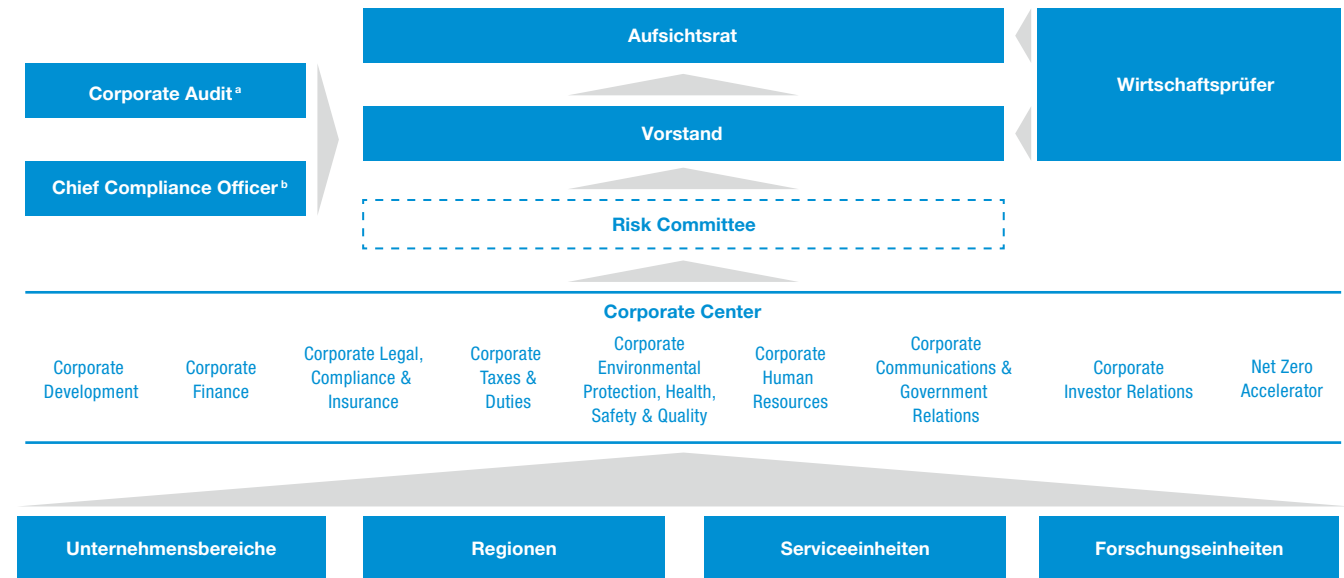 Aufsichtsrat
Wirtschaftsprüfer
Corporate Audit a
Vorstand
Chief Compliance Officer b
Risk Committee
Corporate Center
Corporate
Development
Corporate
Finance
Corporate Legal,
Compliance &
Insurance
Corporate
Taxes &
Duties
Corporate
Environmental
Protection, Health,
Safety & Quality
Corporate
Human
Resources
Corporate
Communications &
Government
Relations
Corporate
Investor Relations
Net Zero
Accelerator
Unternehmensbereiche
Regionen
Serviceeinheiten
Forschungseinheiten